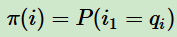 π(i) = P(i₁ = qᵢ)